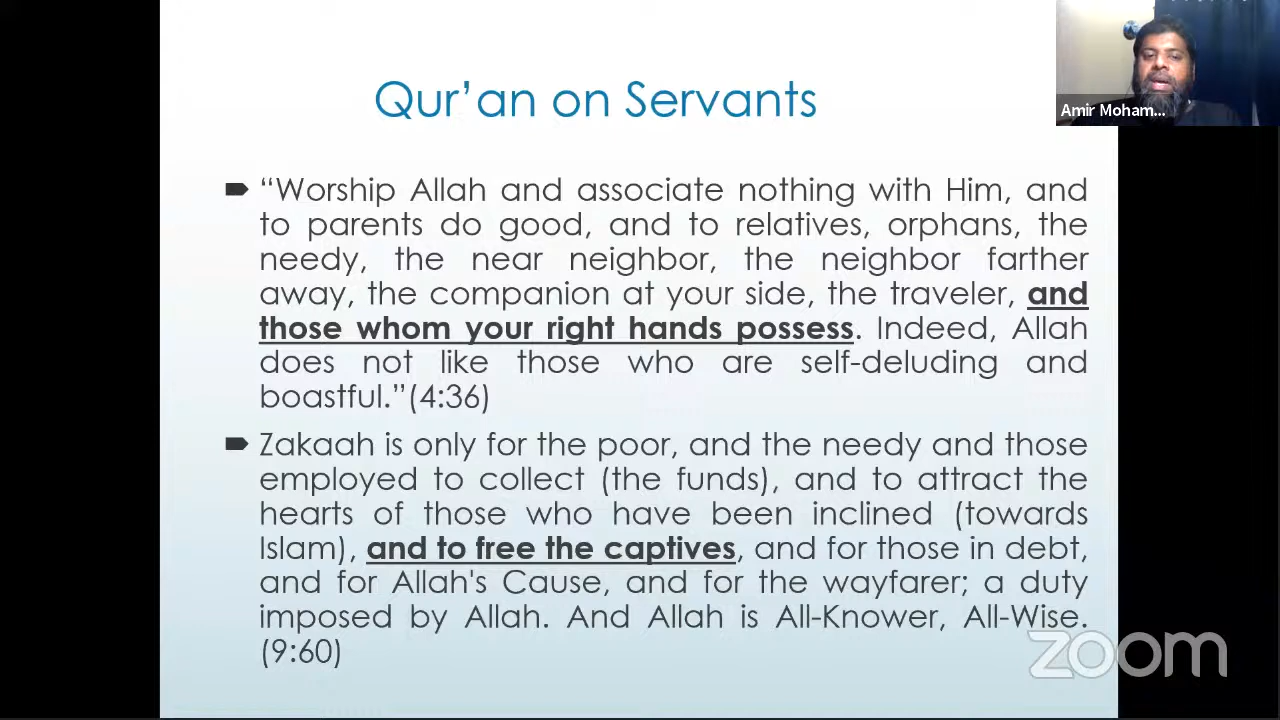 Qur’an on Servants
Amir Moham...
“Worship Allah and associate nothing with Him, and
to parents do good, and to relatives, orphans, the
needy, the near neighbor, the neighbor farther
away, the companion at your side, the traveler, and
those whom your right hands possess. Indeed, Allah
does not like those who are self-deluding and
boastful.”(4:36)
Zakaah is only for the poor, and the needy and those
employed to collect (the funds), and to attract the
hearts of those who have been inclined (towards
Islam), and to free the captives, and for those in debt,
and for Allah's Cause, and for the wayfarer; a duty
imposed by Allah. And Allah is All-Knower, All-Wise.
(9:60)
zoom